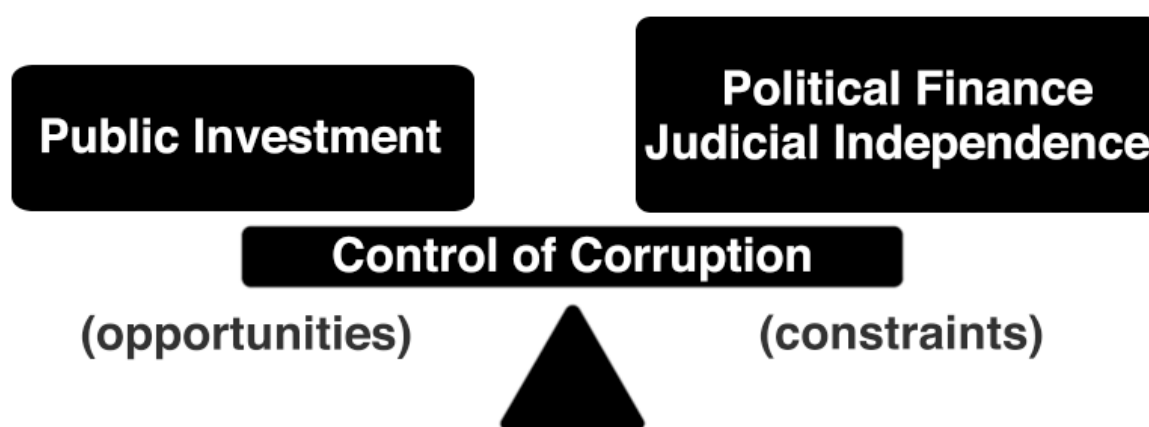 Public Investment
Political Finance
Judicial Independence
Control of Corruption
(opportunities)
(constraints)